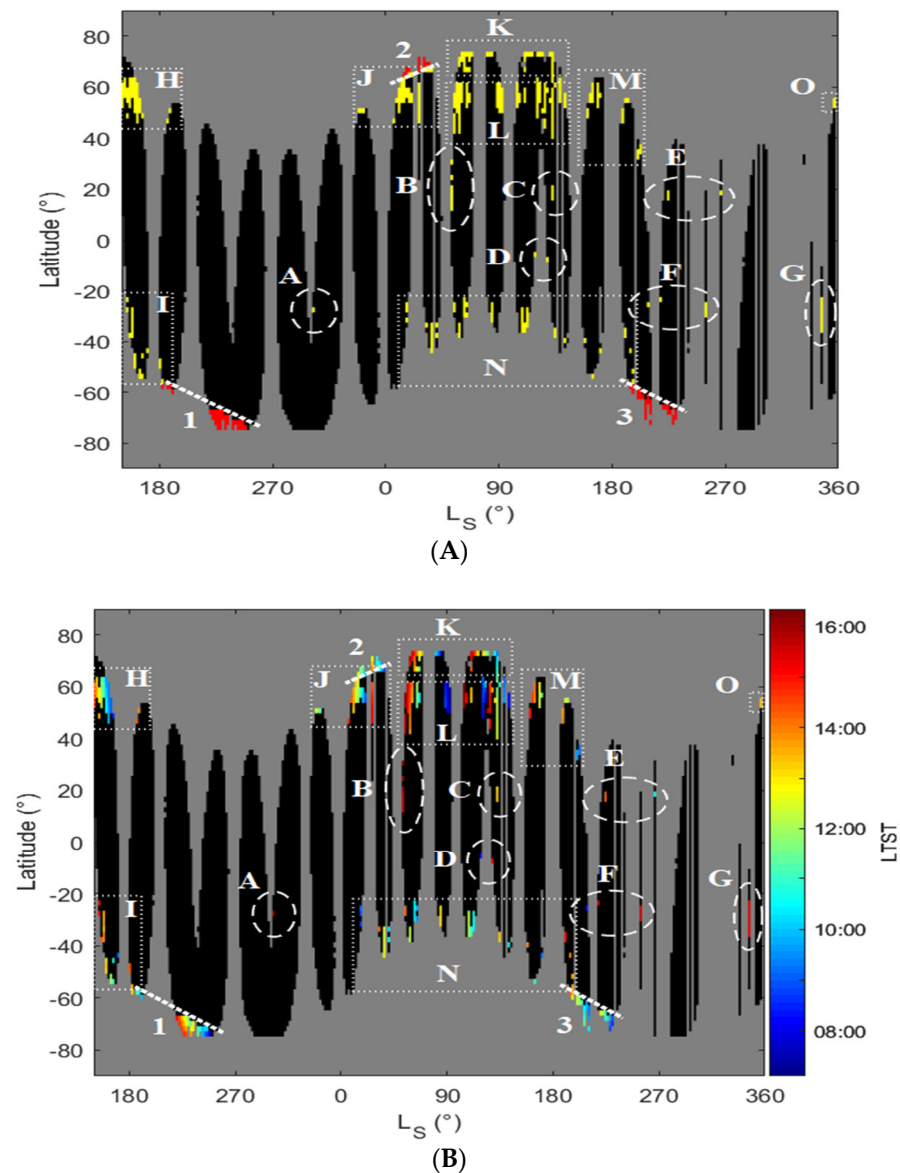 80
60
40
20
0
-20
-40
-60
-80
Latitude (°)
H
I
J
2
K
L
M
O
B
C
D
E
A
F
G
N
1
3
180
270
0
90
180
270
360
L_S (°)
(A)
80
60
40
20
0
-20
-40
-60
-80
Latitude (°)
H
I
J
2
K
L
M
O
B
C
D
E
A
F
G
N
1
3
16:00
14:00
12:00
10:00
08:00
LTST
180
270
0
90
180
270
360
L_S (°)
(B)